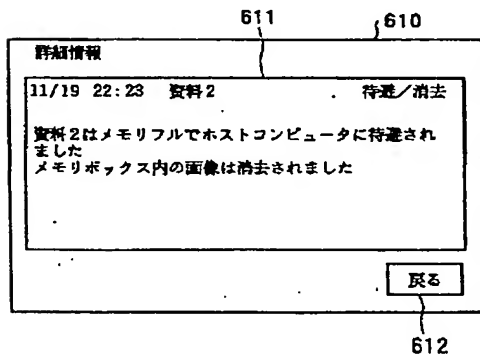 611
610
詳細情報
11/19 22:23 資料2 待避/消去
資料2はメモリフルでホストコンピュータに待避され
ました
メモリボックス内の画像は消去されました
戻る
612